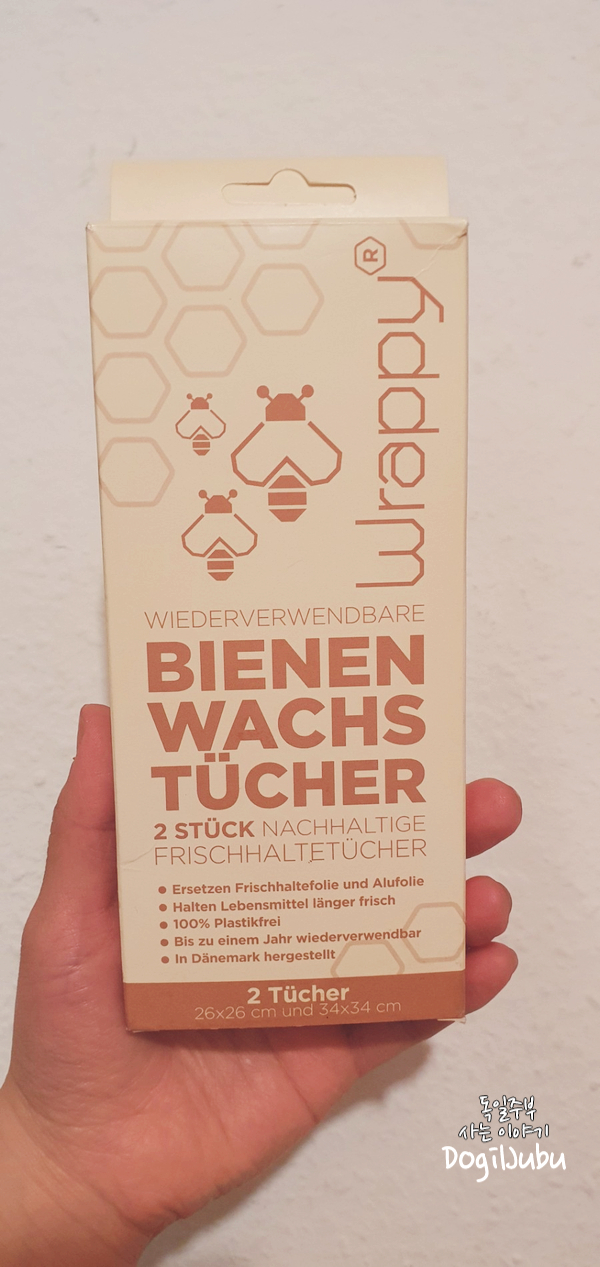 wrappy®
WIEDERVERWENDBARE
BIENEN
WACHS
TÜCHER
2 STÜCK NACHHALTIGE
FRISCHHALTETÜCHER
• Ersetzen Frischhaltefolie und Alufolie
• Halten Lebensmittel länger frisch
• 100% Plastikfrei
• Bis zu einem Jahr wiederverwendbar
• In Dänemark hergestellt
2 Tücher
26x26 cm und 34x34 cm
독일주부
사는 이야기
DogilJubu